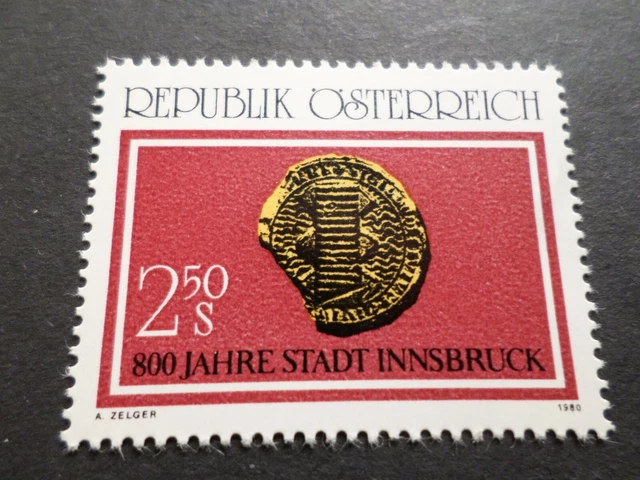 REPUBLIK ÖSTERREICH
2 50
S
800 JAHRE STADT INNSBRUCK
A. ZELGER 1980